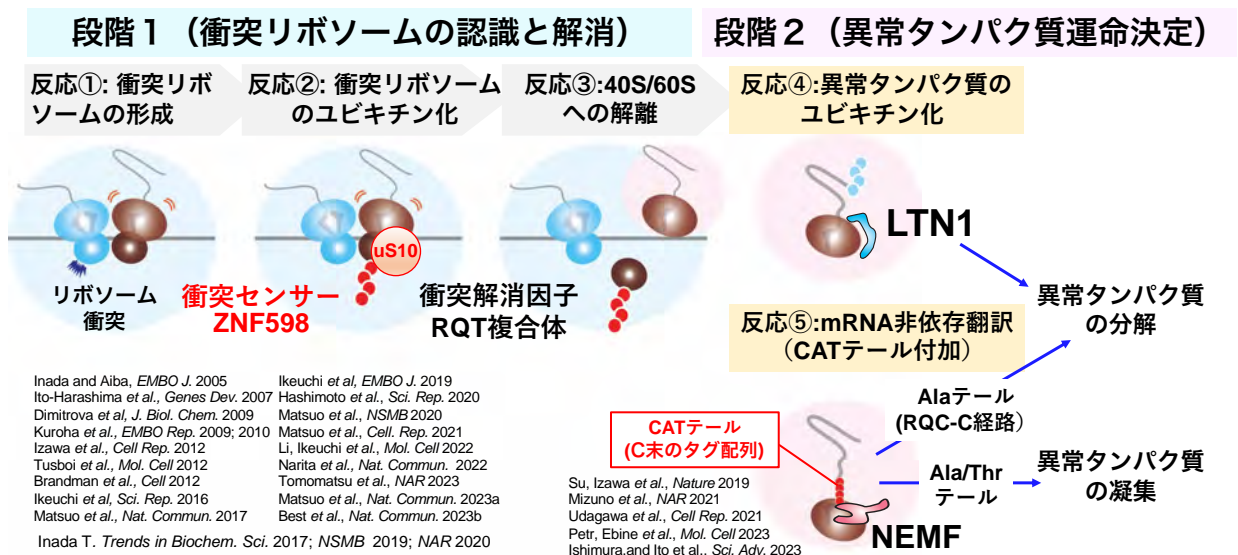 段階1（衝突リボソームの認識と解消）
段階２（異常タンパク質運命決定）
反応①: 衝突リボ
ソームの形成
反応②: 衝突リボソーム
のユビキチン化
反応③:40S/60S
への解離
反応④:異常タンパク質の
ユビキチン化
uS10
LTN1
リボソーム
衝突
衝突センサー
ZNF598
衝突解消因子
RQT複合体
異常タンパク質
の分解
反応⑤:mRNA非依存翻訳
（CATテール付加）
Alaテール
(RQC-C経路）
CATテール
(C末のタグ配列)
Ala/Thr
テール
異常タンパク質
の凝集
NEMF
Inada and Aiba, EMBO J. 2005
Ito-Harashima et al., Genes Dev. 2007
Dimitrova et al, J. Biol. Chem. 2009
Kuroha et al., EMBO Rep. 2009; 2010
Izawa et al., Cell Rep. 2012
Tusboi et al., Mol. Cell 2012
Brandman et al., Cell 2012
Ikeuchi et al, Sci. Rep. 2016
Matsuo et al., Nat. Commun. 2017
Ikeuchi et al, EMBO J. 2019
Hashimoto et al., Sci. Rep. 2020
Matsuo et al., NSMB 2020
Matsuo et al., Cell. Rep. 2021
Li, Ikeuchi et al., Mol. Cell 2022
Narita et al., Nat. Commun. 2022
Tomomatsu et al., NAR 2023
Matsuo et al., Nat. Commun. 2023a
Best et al., Nat. Commun. 2023b
Inada T. Trends in Biochem. Sci. 2017; NSMB 2019; NAR 2020
Su, Izawa et al., Nature 2019
Mizuno et al., NAR 2021
Udagawa et al., Cell Rep. 2021
Petr, Ebine et al., Mol. Cell 2023
Ishimura.and Ito et al., Sci. Adv. 2023